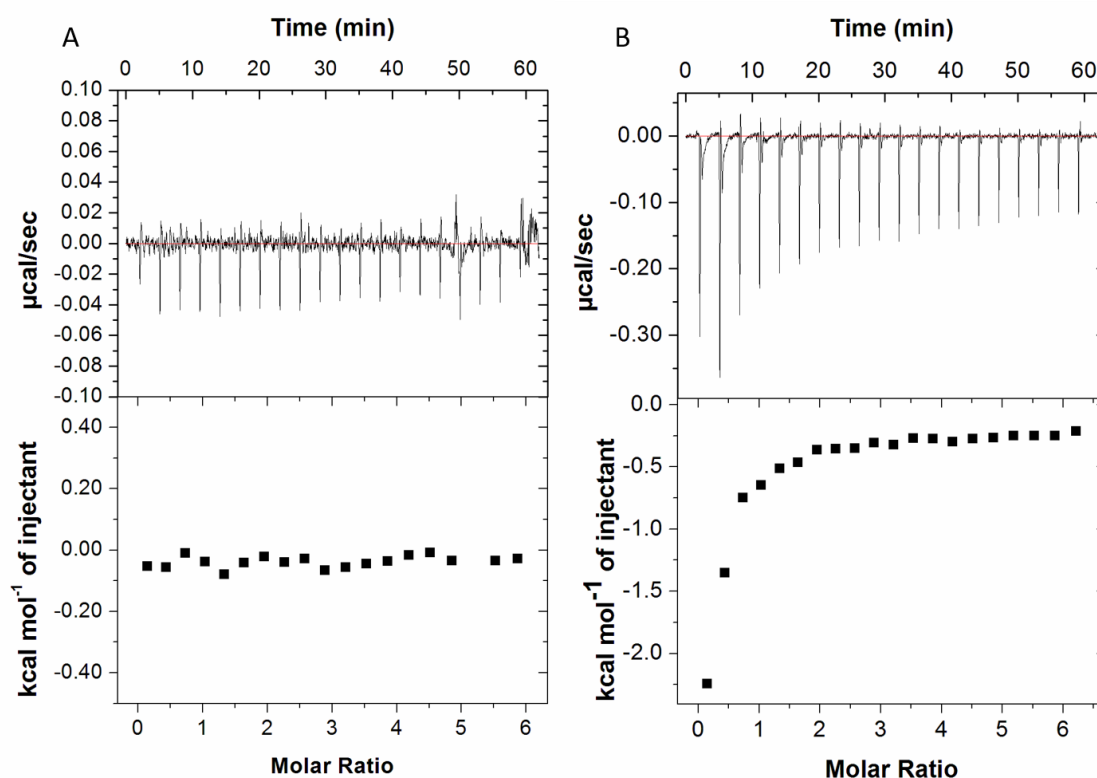 A
Time (min)
0 10 20 30 40 50 60
0.10
0.08
0.06
0.04
0.02
0.00
-0.02
-0.04
-0.06
-0.08
-0.10
µcal/sec
0.40
0.20
0.00
-0.20
-0.40
kcal mol⁻¹ of injectant
0 1 2 3 4 5 6
Molar Ratio
B
Time (min)
0 10 20 30 40 50 60
0.00
-0.10
-0.20
-0.30
µcal/sec
0.0
-0.5
-1.0
-1.5
-2.0
kcal mol⁻¹ of injectant
0 1 2 3 4 5 6
Molar Ratio